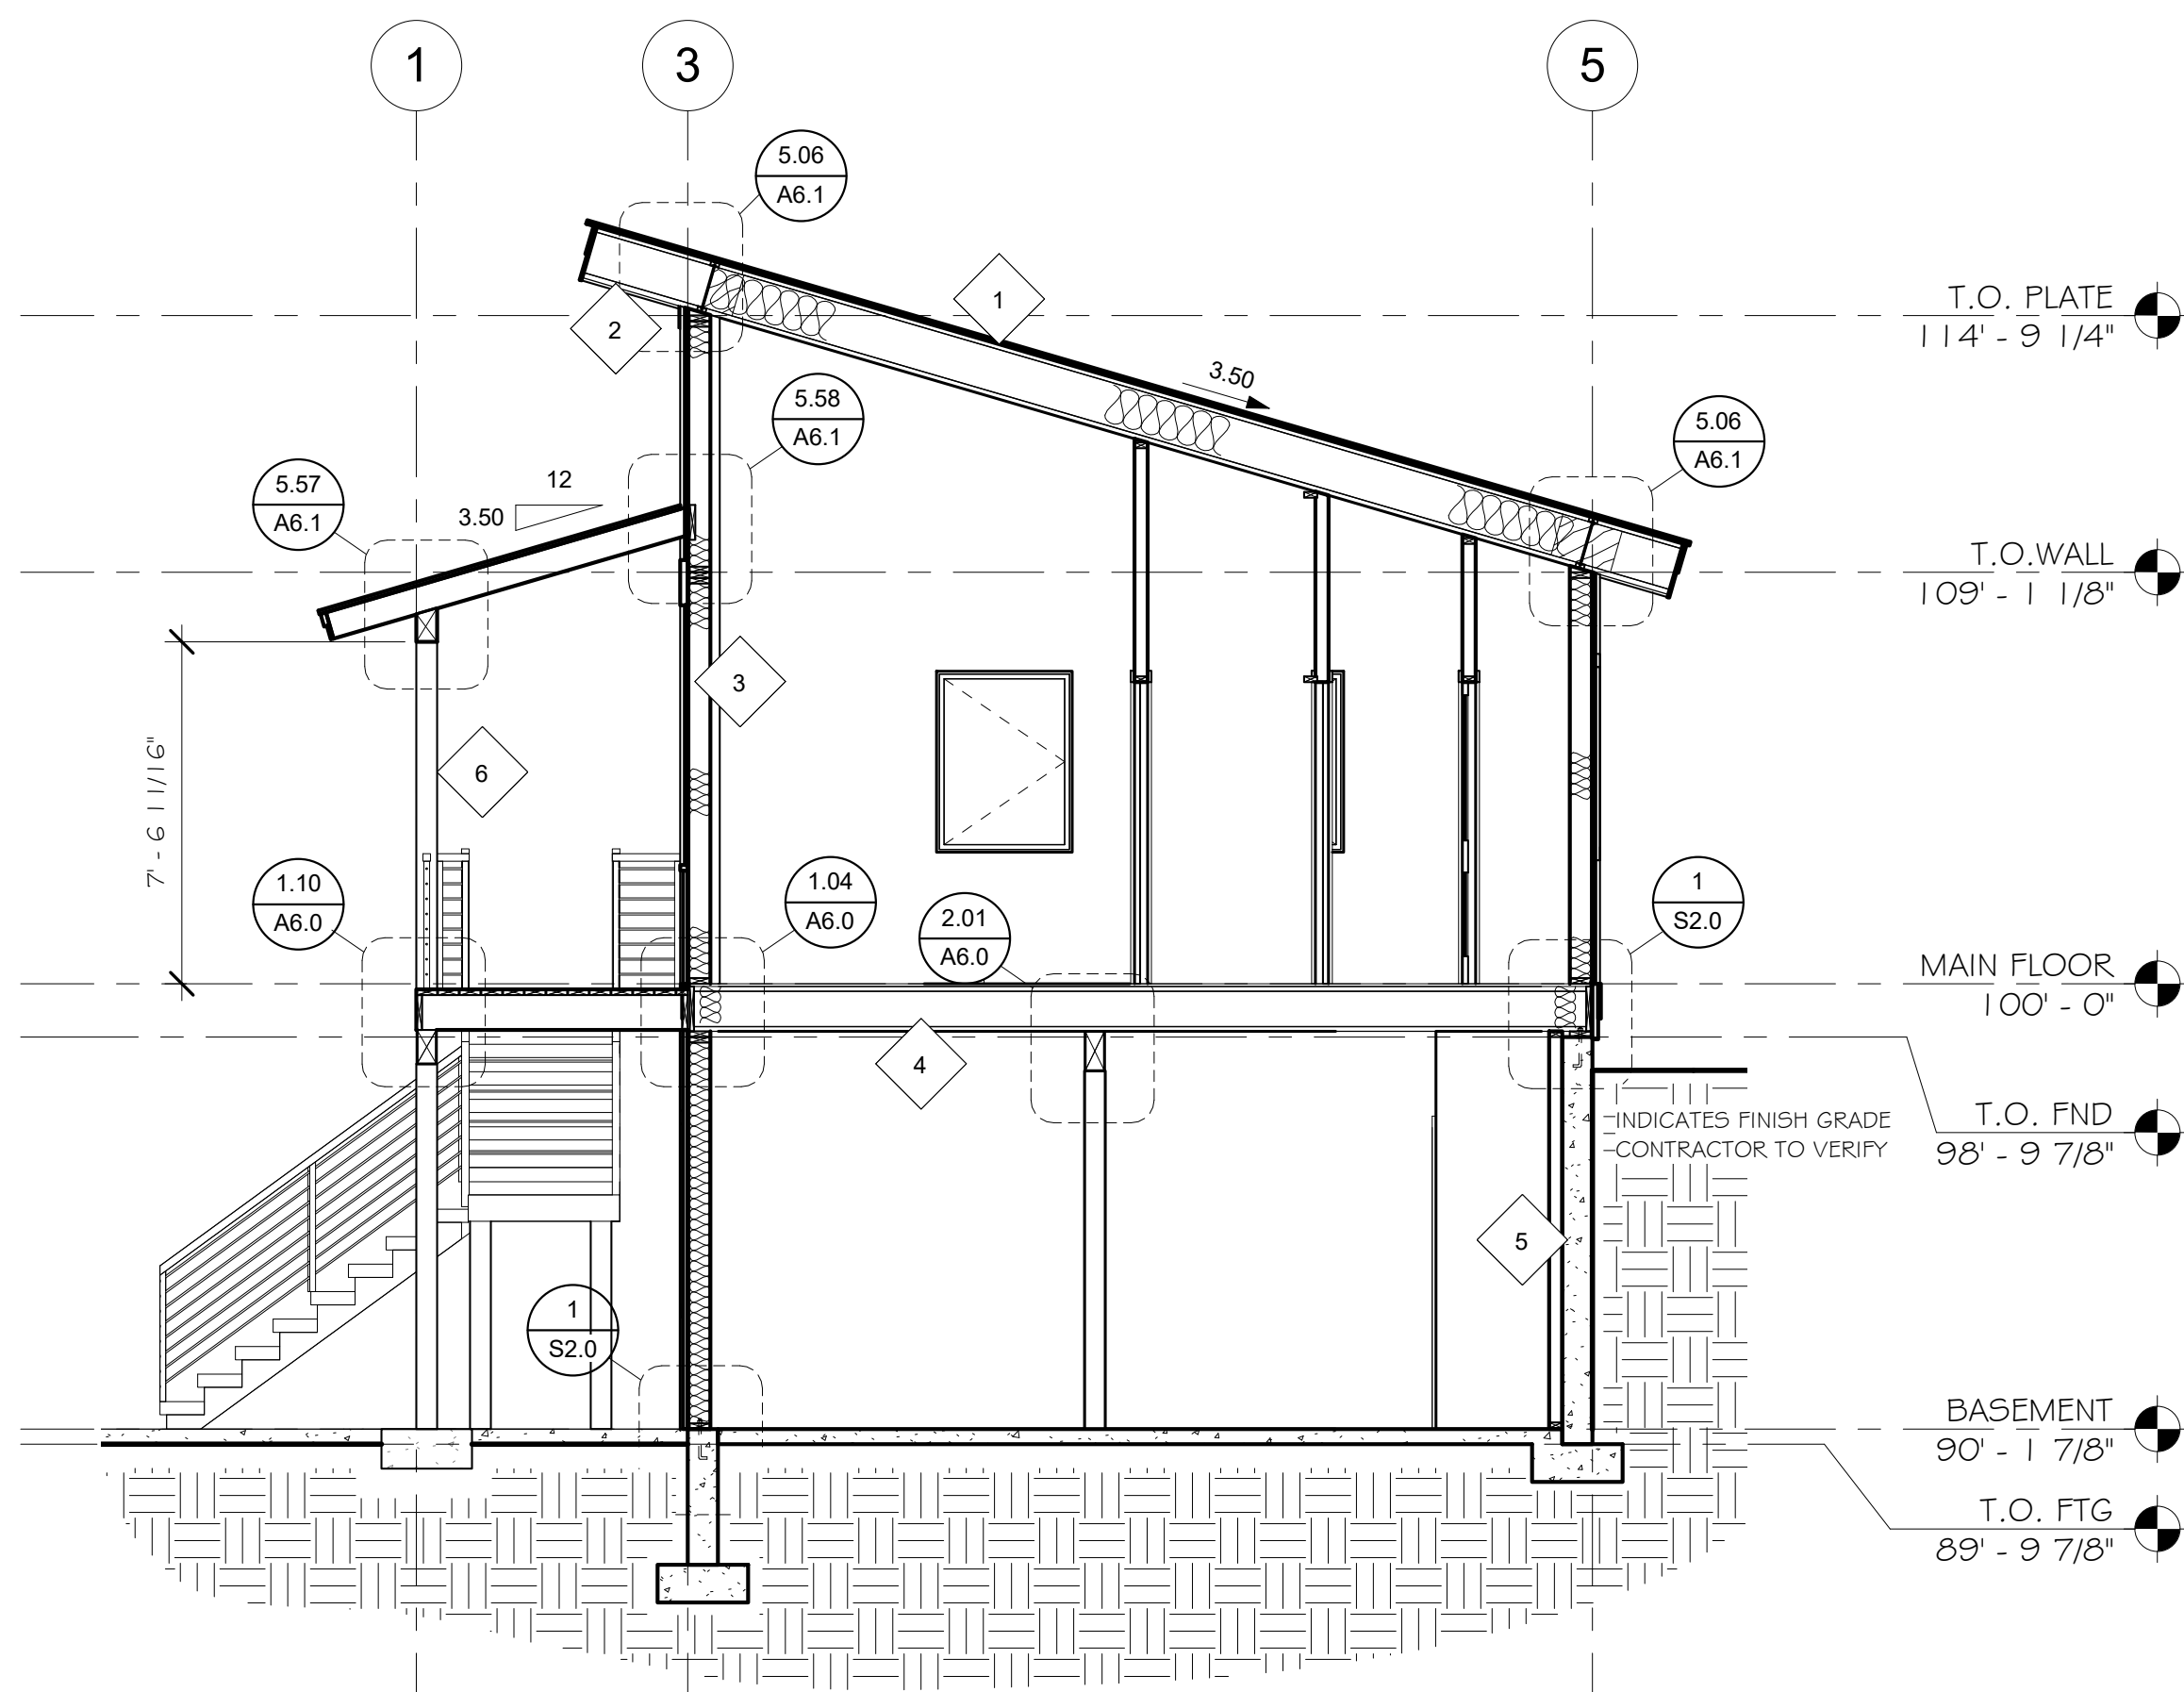 1
3
5
5.06
A6.1
1
2
T.O. PLATE
114' - 9 1/4"
3.50
5.58
A6.1
5.06
A6.1
5.57
A6.1
12
3.50
T.O.WALL
109' - 1 1/8"
3
6
7' - 6 11/16"
1.10
A6.0
1.04
A6.0
2.01
A6.0
1
S2.0
MAIN FLOOR
100' - 0"
4
INDICATES FINISH GRADE
CONTRACTOR TO VERIFY
T.O. FND
98' - 9 7/8"
5
1
S2.0
BASEMENT
90' - 1 7/8"
T.O. FTG
89' - 9 7/8"